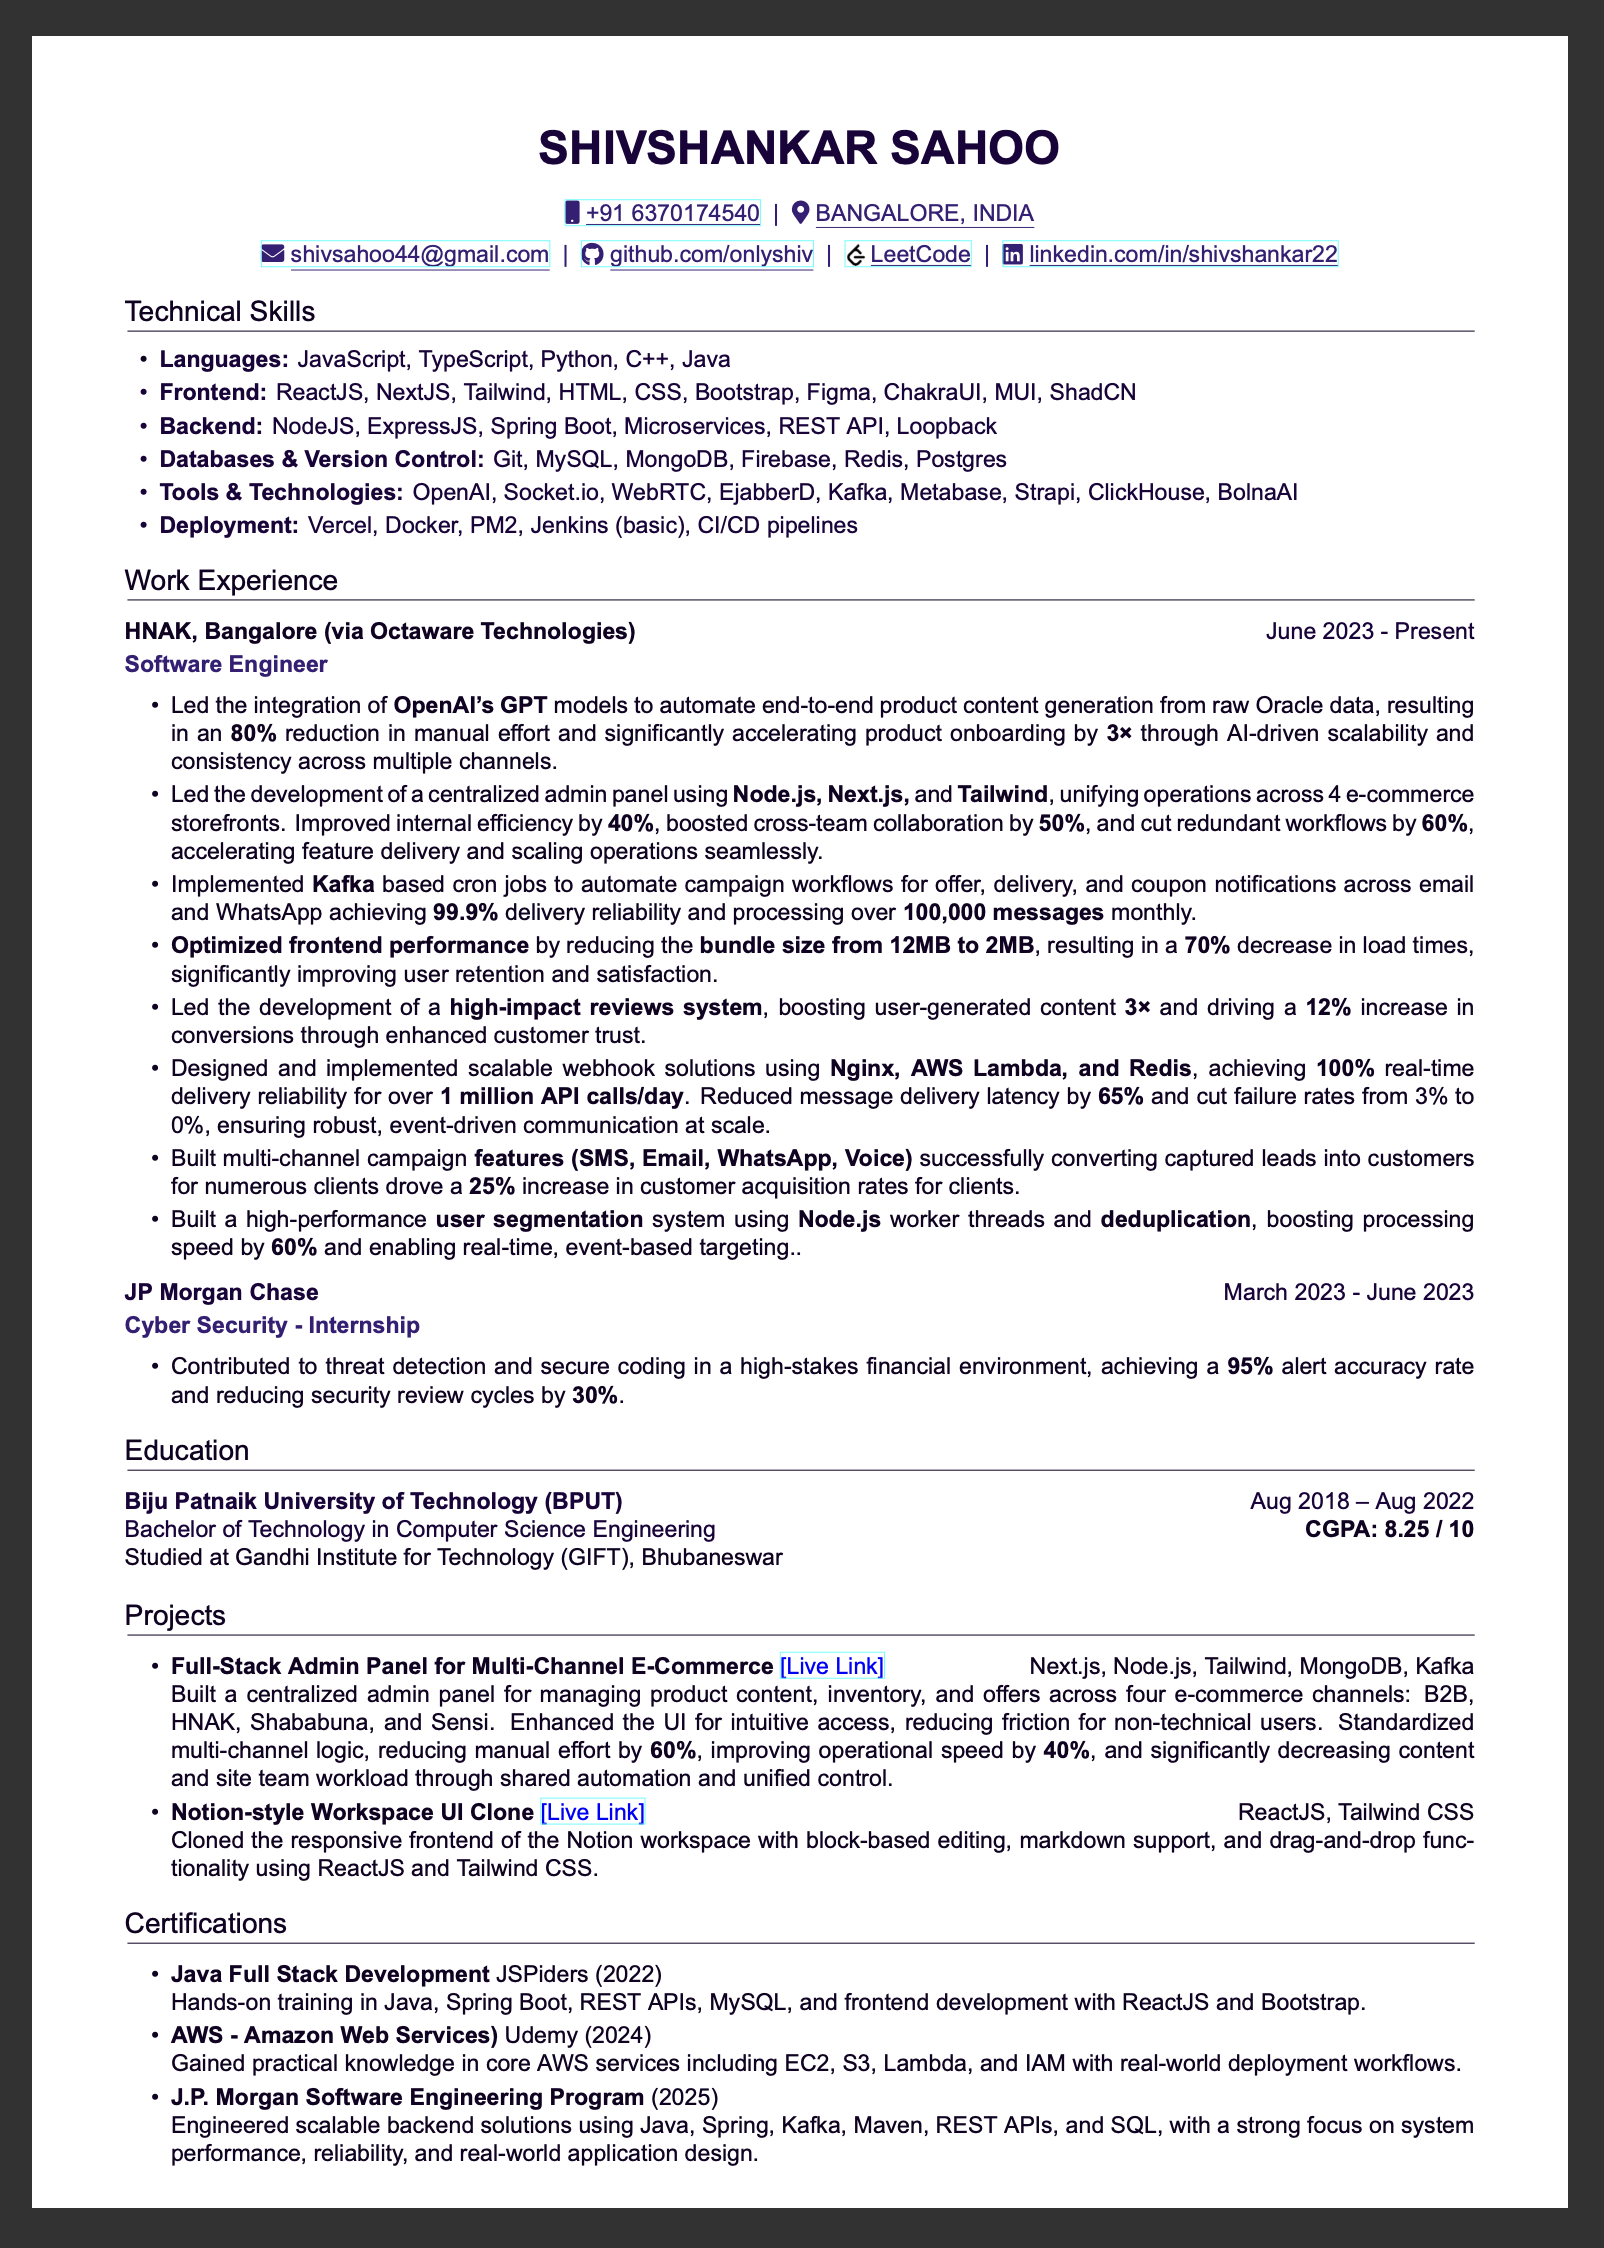 SHIVSHANKAR SAHOO
+91 6370174540 | BANGALORE, INDIA
shivsahoo44@gmail.com | github.com/onlyshiv | LeetCode | linkedin.com/in/shivshankar22
Technical Skills
• Languages: JavaScript, TypeScript, Python, C++, Java
• Frontend: ReactJS, NextJS, Tailwind, HTML, CSS, Bootstrap, Figma, ChakraUI, MUI, ShadCN
• Backend: NodeJS, ExpressJS, Spring Boot, Microservices, REST API, Loopback
• Databases & Version Control: Git, MySQL, MongoDB, Firebase, Redis, Postgres
• Tools & Technologies: OpenAI, Socket.io, WebRTC, EjabberD, Kafka, Metabase, Strapi, ClickHouse, BolnaAI
• Deployment: Vercel, Docker, PM2, Jenkins (basic), CI/CD pipelines
Work Experience
HNAK, Bangalore (via Octaware Technologies) June 2023 - Present
Software Engineer
• Led the integration of OpenAI's GPT models to automate end-to-end product content generation from raw Oracle data, resulting
in an 80% reduction in manual effort and significantly accelerating product onboarding by 3× through AI-driven scalability and
consistency across multiple channels.
• Led the development of a centralized admin panel using Node.js, Next.js, and Tailwind, unifying operations across 4 e-commerce
storefronts. Improved internal efficiency by 40%, boosted cross-team collaboration by 50%, and cut redundant workflows by 60%,
accelerating feature delivery and scaling operations seamlessly.
• Implemented Kafka based cron jobs to automate campaign workflows for offer, delivery, and coupon notifications across email
and WhatsApp achieving 99.9% delivery reliability and processing over 100,000 messages monthly.
• Optimized frontend performance by reducing the bundle size from 12MB to 2MB, resulting in a 70% decrease in load times,
significantly improving user retention and satisfaction.
• Led the development of a high-impact reviews system, boosting user-generated content 3× and driving a 12% increase in
conversions through enhanced customer trust.
• Designed and implemented scalable webhook solutions using Nginx, AWS Lambda, and Redis, achieving 100% real-time
delivery reliability for over 1 million API calls/day. Reduced message delivery latency by 65% and cut failure rates from 3% to
0%, ensuring robust, event-driven communication at scale.
• Built multi-channel campaign features (SMS, Email, WhatsApp, Voice) successfully converting captured leads into customers
for numerous clients drove a 25% increase in customer acquisition rates for clients.
• Built a high-performance user segmentation system using Node.js worker threads and deduplication, boosting processing
speed by 60% and enabling real-time, event-based targeting..
JP Morgan Chase March 2023 - June 2023
Cyber Security - Internship
• Contributed to threat detection and secure coding in a high-stakes financial environment, achieving a 95% alert accuracy rate
and reducing security review cycles by 30%.
Education
Biju Patnaik University of Technology (BPUT) Aug 2018 – Aug 2022
Bachelor of Technology in Computer Science Engineering CGPA: 8.25 / 10
Studied at Gandhi Institute for Technology (GIFT), Bhubaneswar
Projects
• Full-Stack Admin Panel for Multi-Channel E-Commerce [Live Link] Next.js, Node.js, Tailwind, MongoDB, Kafka
Built a centralized admin panel for managing product content, inventory, and offers across four e-commerce channels: B2B,
HNAK, Shababuna, and Sensi. Enhanced the UI for intuitive access, reducing friction for non-technical users. Standardized
multi-channel logic, reducing manual effort by 60%, improving operational speed by 40%, and significantly decreasing content
and site team workload through shared automation and unified control.
• Notion-style Workspace UI Clone [Live Link] ReactJS, Tailwind CSS
Cloned the responsive frontend of the Notion workspace with block-based editing, markdown support, and drag-and-drop func-
tionality using ReactJS and Tailwind CSS.
Certifications
• Java Full Stack Development JSPiders (2022)
Hands-on training in Java, Spring Boot, REST APIs, MySQL, and frontend development with ReactJS and Bootstrap.
• AWS - Amazon Web Services) Udemy (2024)
Gained practical knowledge in core AWS services including EC2, S3, Lambda, and IAM with real-world deployment workflows.
• J.P. Morgan Software Engineering Program (2025)
Engineered scalable backend solutions using Java, Spring, Kafka, Maven, REST APIs, and SQL, with a strong focus on system
performance, reliability, and real-world application design.